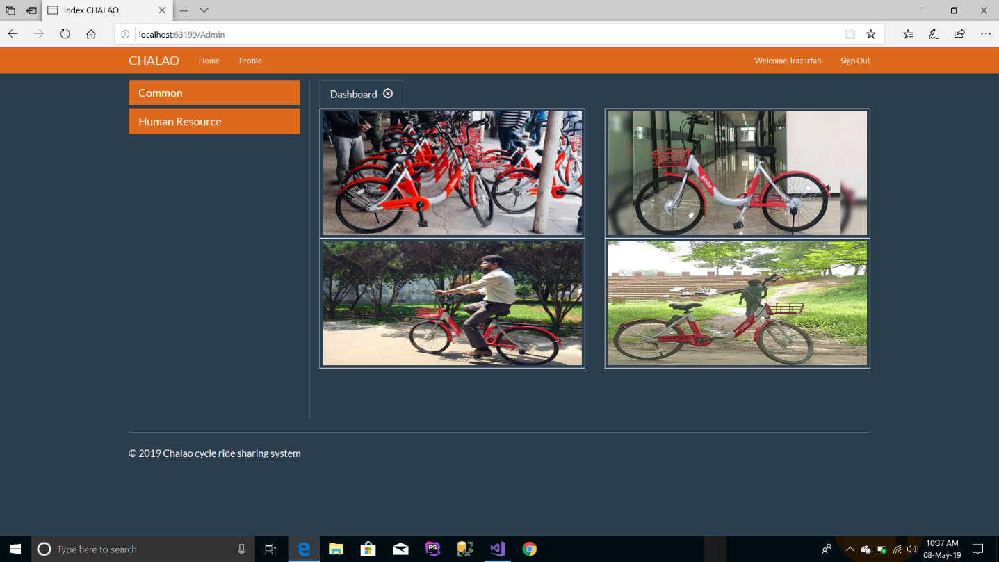 Index CHALAO
localhost:63199/Admin
CHALAO Home Profile Welcome, Iraz Irfan Sign Out
Common
Human Resource
Dashboard
© 2019 Chalao cycle ride sharing system
Type here to search
PS
10:37 AM
08-May-19